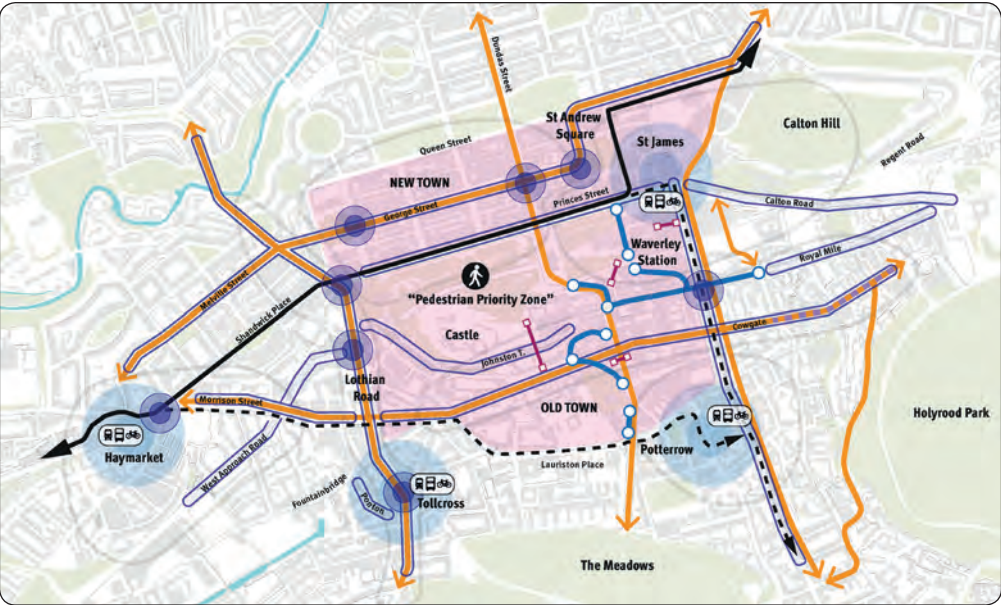 Dundas Street
St Andrew
Square
Calton Hill
St James
Queen Street
Regent Road
NEW TOWN
Princes Street
George Street
Calton Road
Waverley
Station
Royal Mile
Melville Street
"Pedestrian Priority Zone"
Shandwick Place
Castle
Cowgate
Johnston T.
Lothian
Road
Morrison Street
OLD TOWN
Holyrood Park
Haymarket
West Approach Road
Potterrow
Lauriston Place
Fountainbridge
Ponton
Tollcross
The Meadows